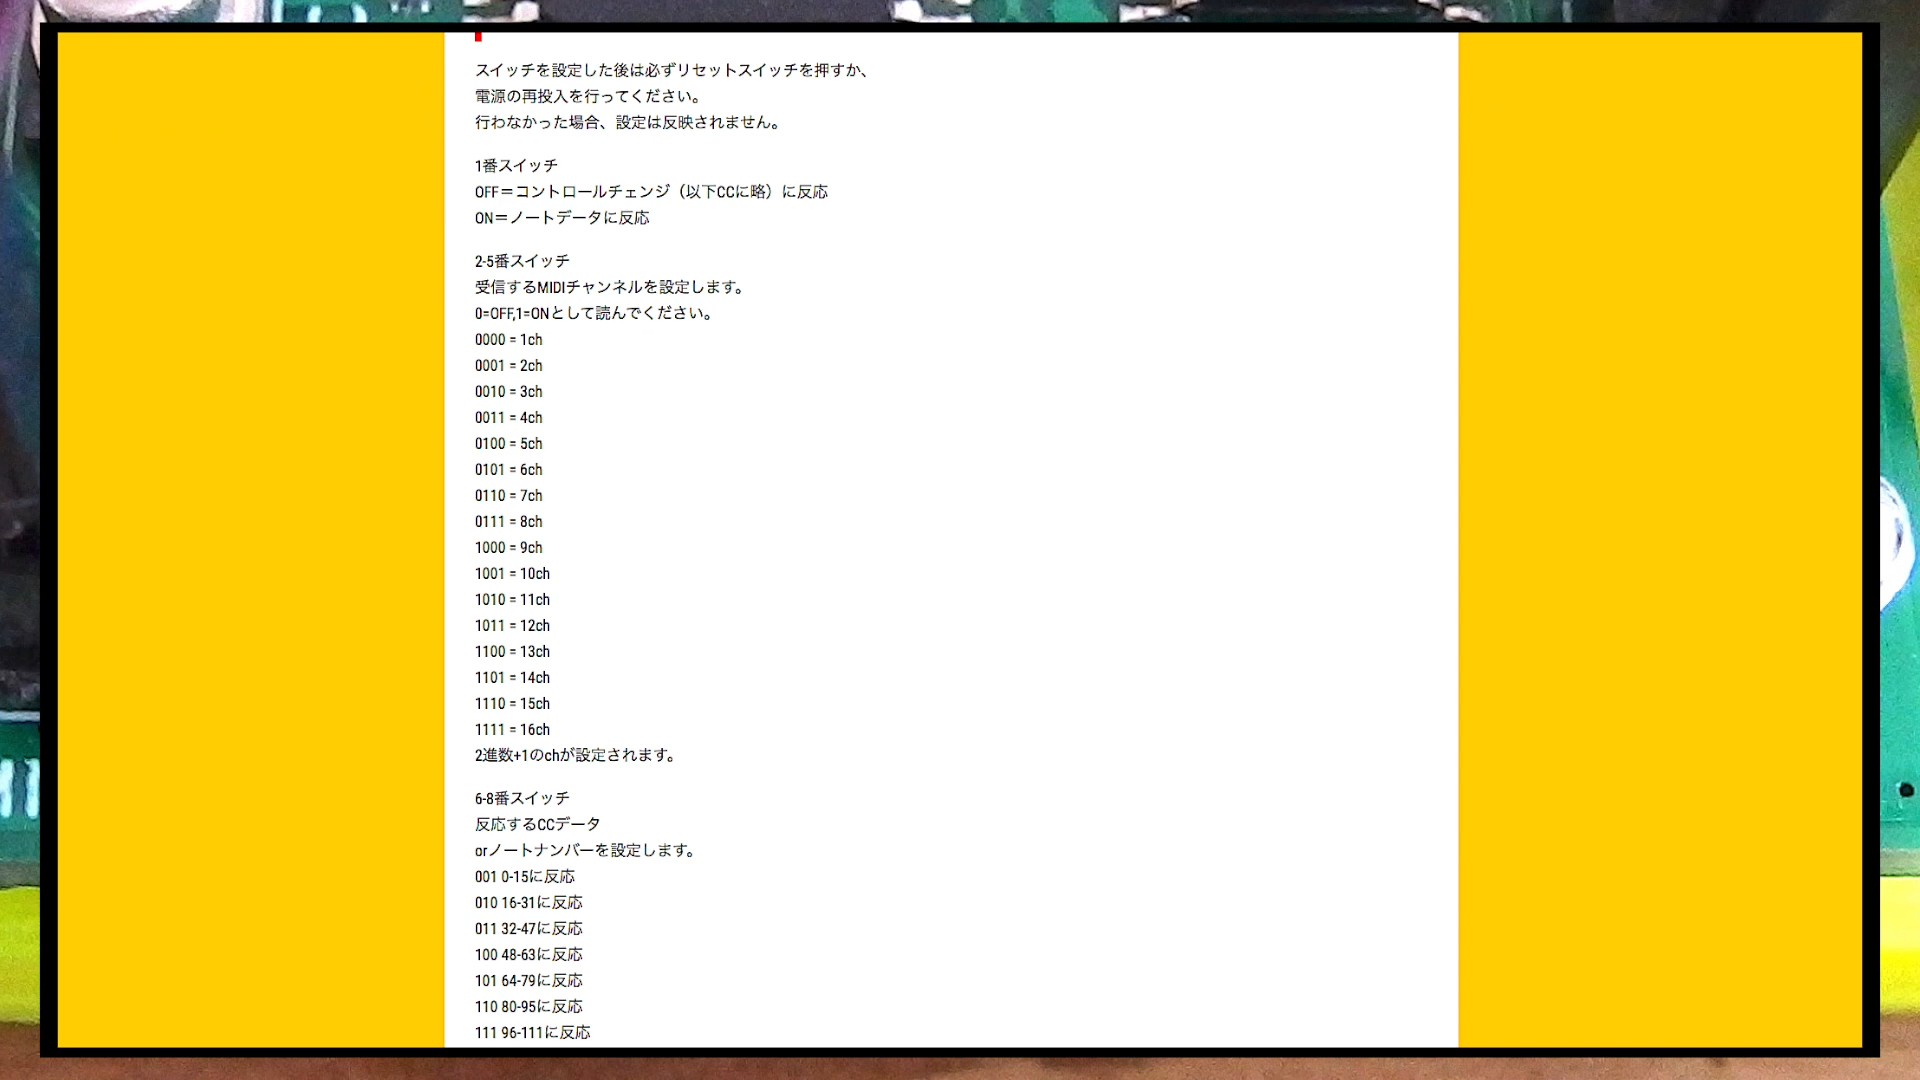 スイッチを設定した後は必ずリセットスイッチを押すか、
電源の再投入を行ってください。
行わなかった場合、設定は反映されません。
1番スイッチ
OFF＝コントロールチェンジ（以下CCに略）に反応
ON＝ノートデータに反応
2-5番スイッチ
受信するMIDIチャンネルを設定します。
0=OFF,1=ONとして読んでください。
0000 = 1ch
0001 = 2ch
0010 = 3ch
0011 = 4ch
0100 = 5ch
0101 = 6ch
0110 = 7ch
0111 = 8ch
1000 = 9ch
1001 = 10ch
1010 = 11ch
1011 = 12ch
1100 = 13ch
1101 = 14ch
1110 = 15ch
1111 = 16ch
2進数+1のchが設定されます。
6-8番スイッチ
反応するCCデータ
orノートナンバーを設定します。
001 0-15に反応
010 16-31に反応
011 32-47に反応
100 48-63に反応
101 64-79に反応
110 80-95に反応
111 96-111に反応